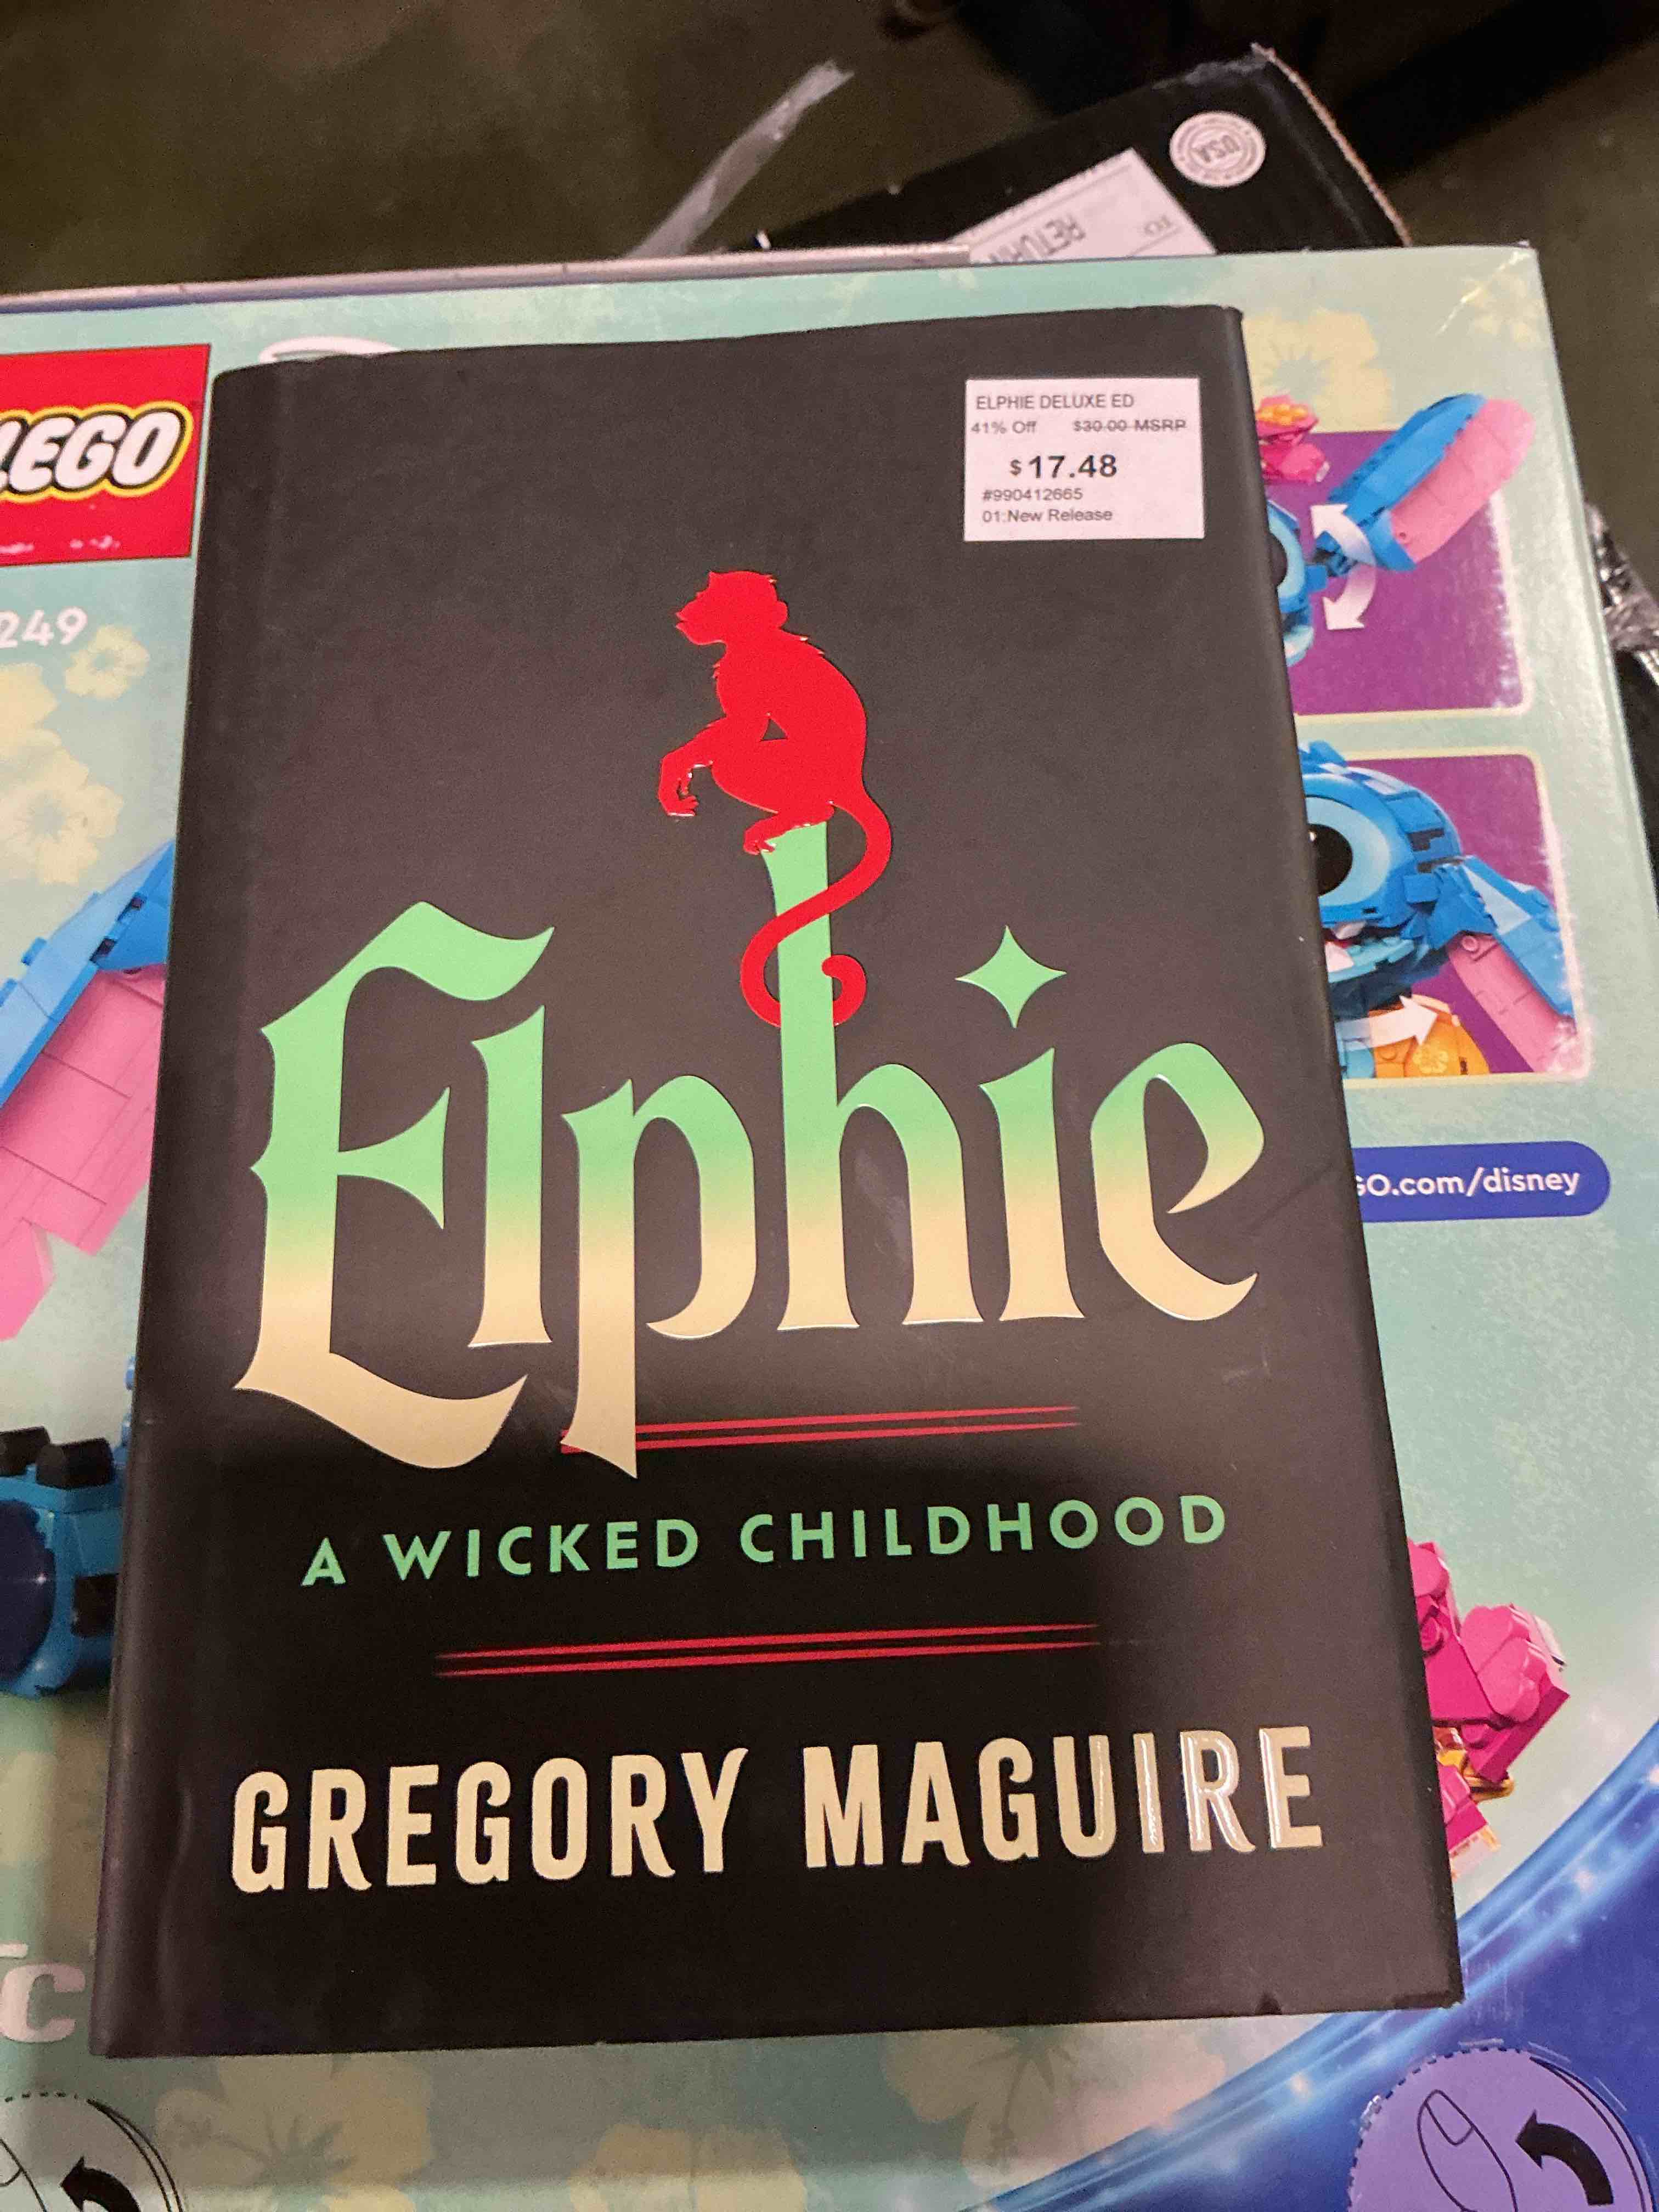 USA
RETURN
LEGO
249
ELPHIE DELUXE ED
41% Off $30.00 MSRP
$17.48
#990412665
01:New Release
Elphie
A WICKED CHILDHOOD
GREGORY MAGUIRE
GO.com/disney